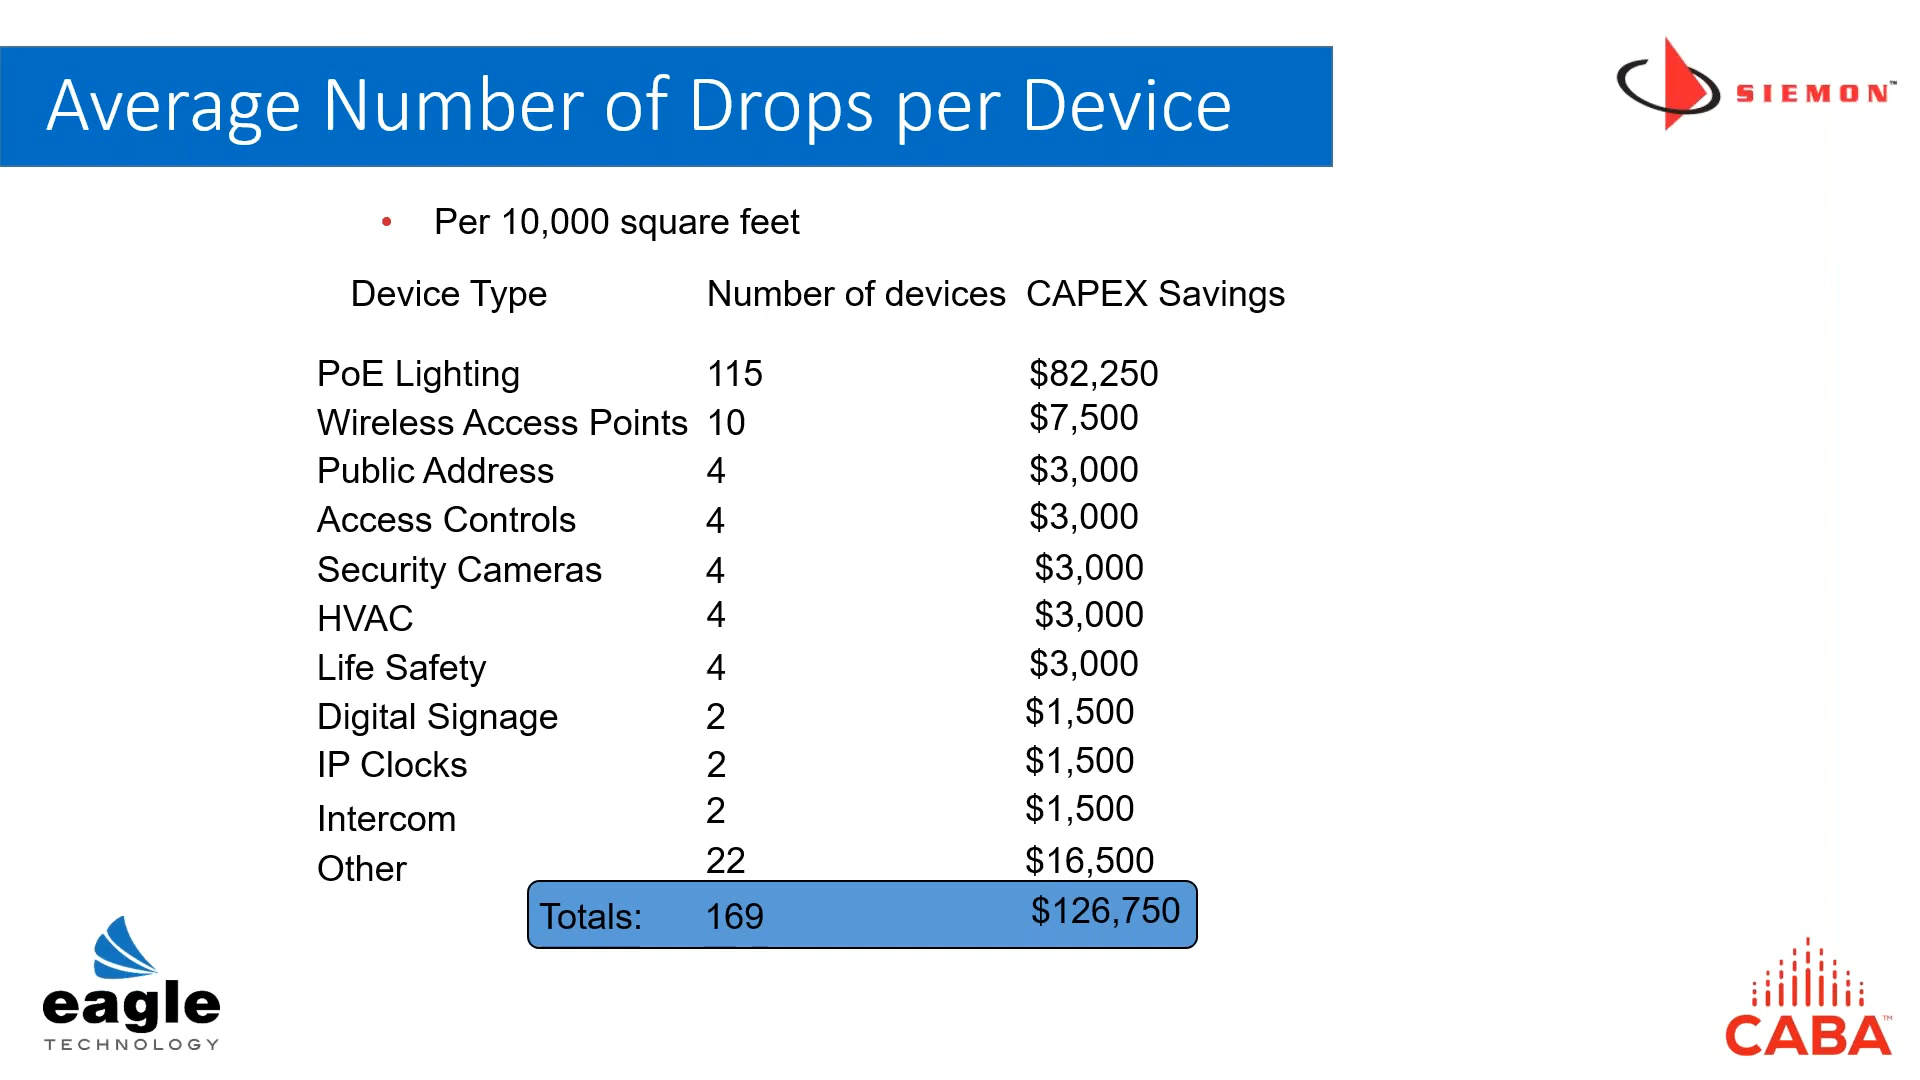 Average Number of Drops per Device
SIEMON™
• Per 10,000 square feet
Device Type Number of devices CAPEX Savings
PoE Lighting 115 $82,250
Wireless Access Points 10 $7,500
Public Address 4 $3,000
Access Controls 4 $3,000
Security Cameras 4 $3,000
HVAC 4 $3,000
Life Safety 4 $3,000
Digital Signage 2 $1,500
IP Clocks 2 $1,500
Intercom 2 $1,500
Other 22 $16,500
Totals: 169 $126,750
eagle
TECHNOLOGY
CABA™